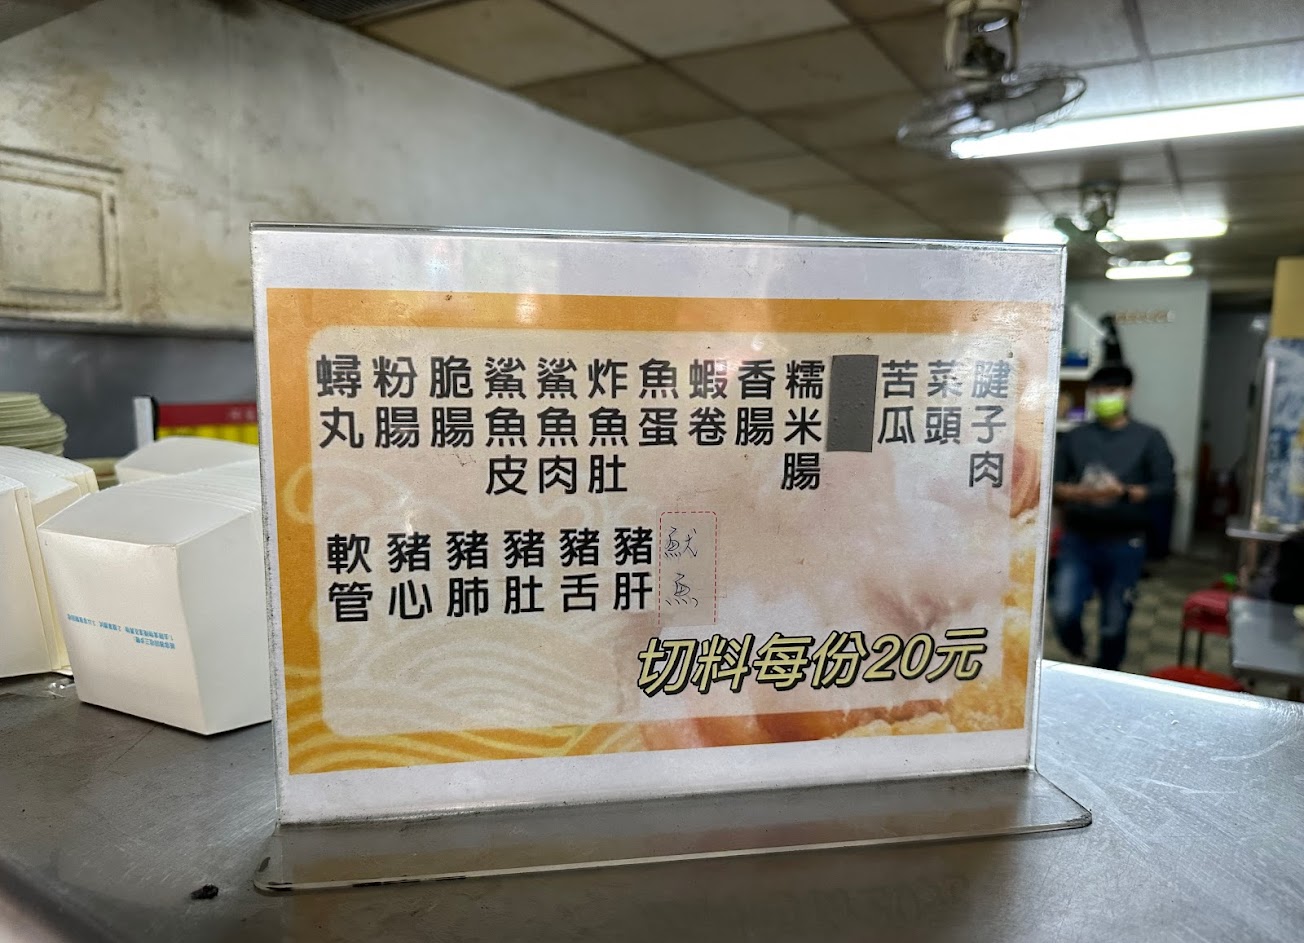 蟳丸
粉腸
脆腸
鯊魚皮
鯊魚肉
炸魚肚
魚蛋
蝦卷
香腸
糯米腸
苦瓜
菜頭
腱子肉
軟管
豬心
豬肺
豬肚
豬舌
豬肝
魷魚
切料每份20元